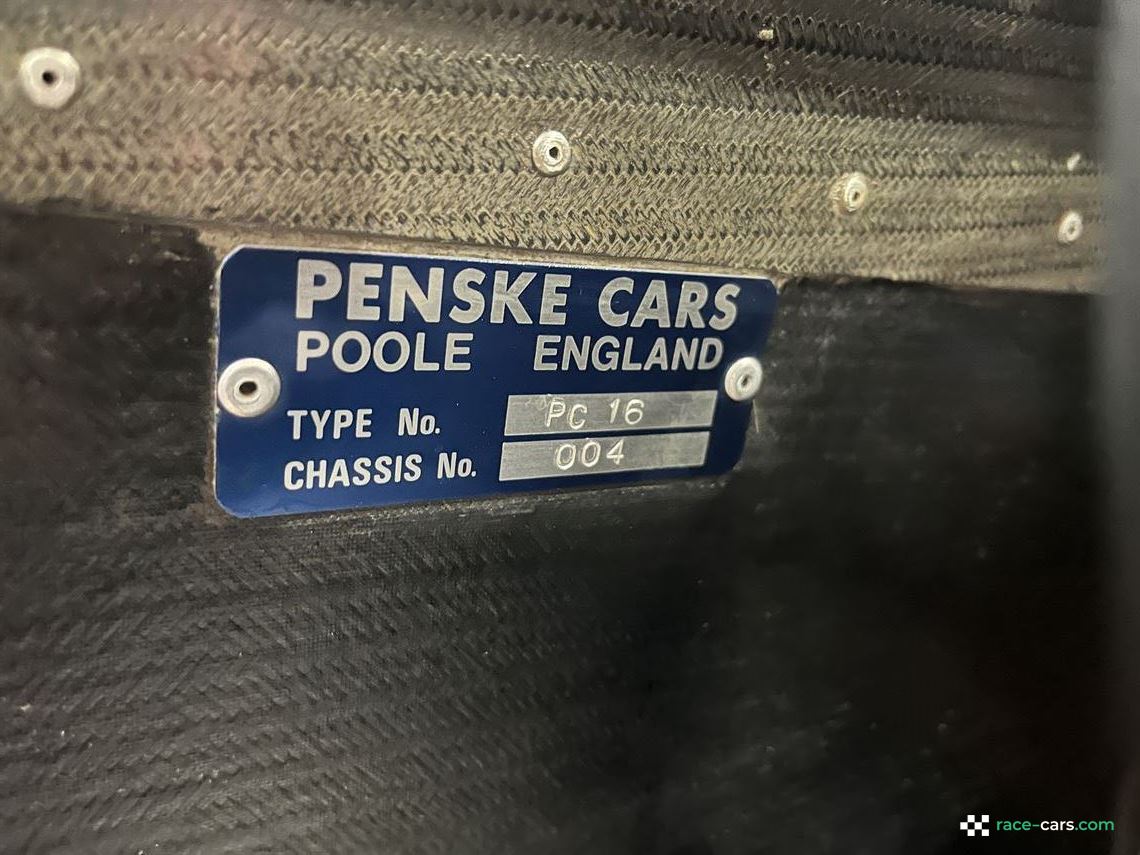 PENSKE CARS
POOLE ENGLAND
TYPE No. PC 16
CHASSIS No. 004
race-cars.com